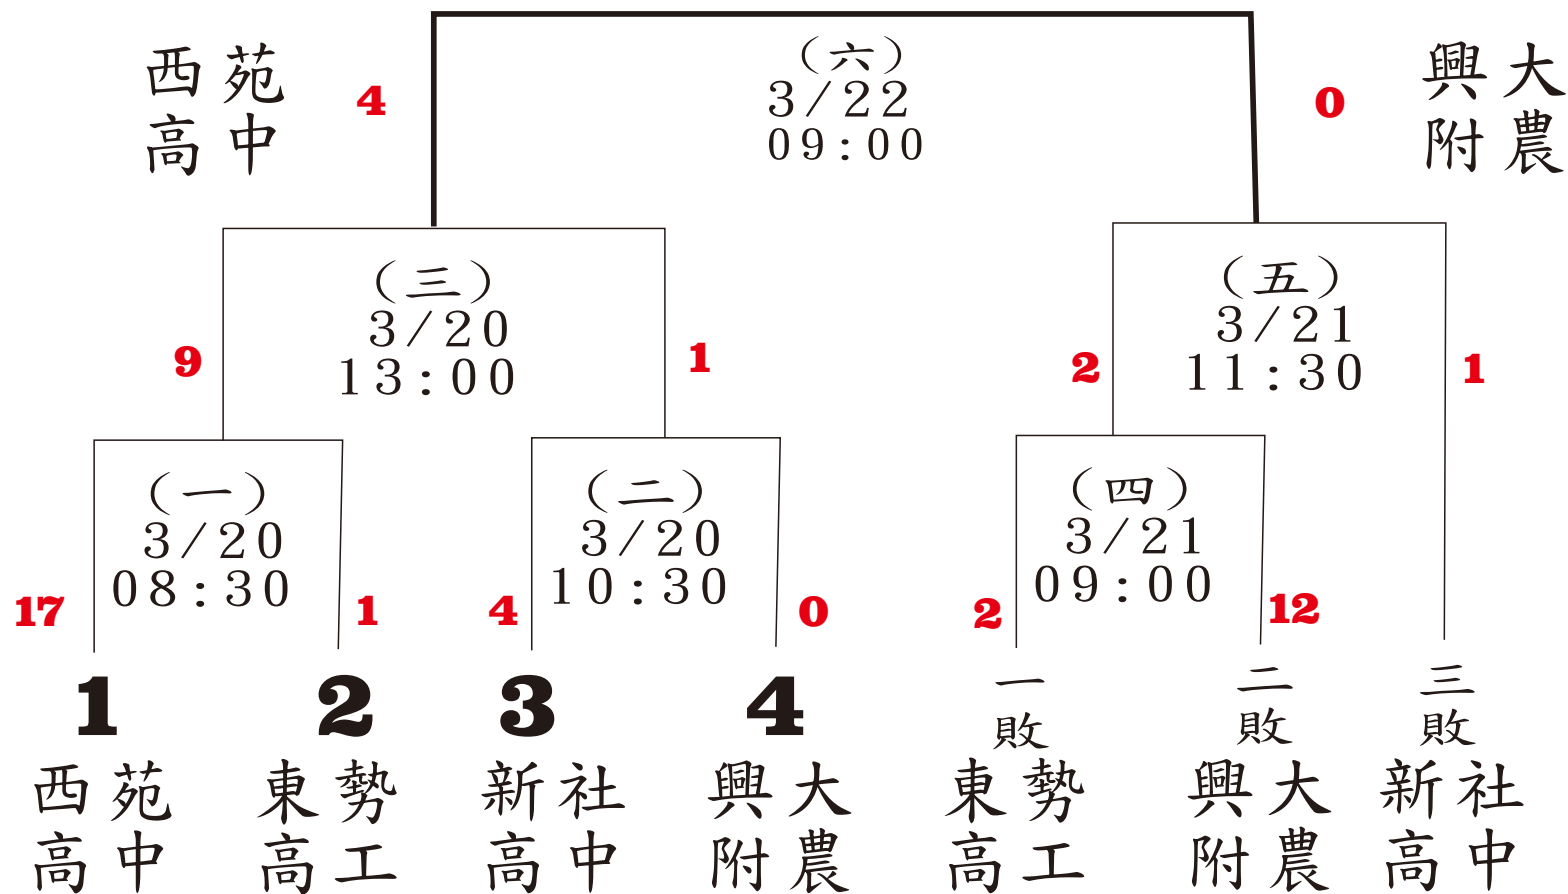 西苑
高中
4
（六）
3/22
09:00
0
興大
附農
（三）
3/20
13:00
9
1
（五）
3/21
11:30
2
1
（一）
3/20
08:30
17
1
（二）
3/20
10:30
4
0
（四）
3/21
09:00
2
12
1
西苑
高中
2
東勢
高工
3
新社
高中
4
興大
附農
一敗
東勢
高工
二敗
興大
附農
三敗
新社
高中